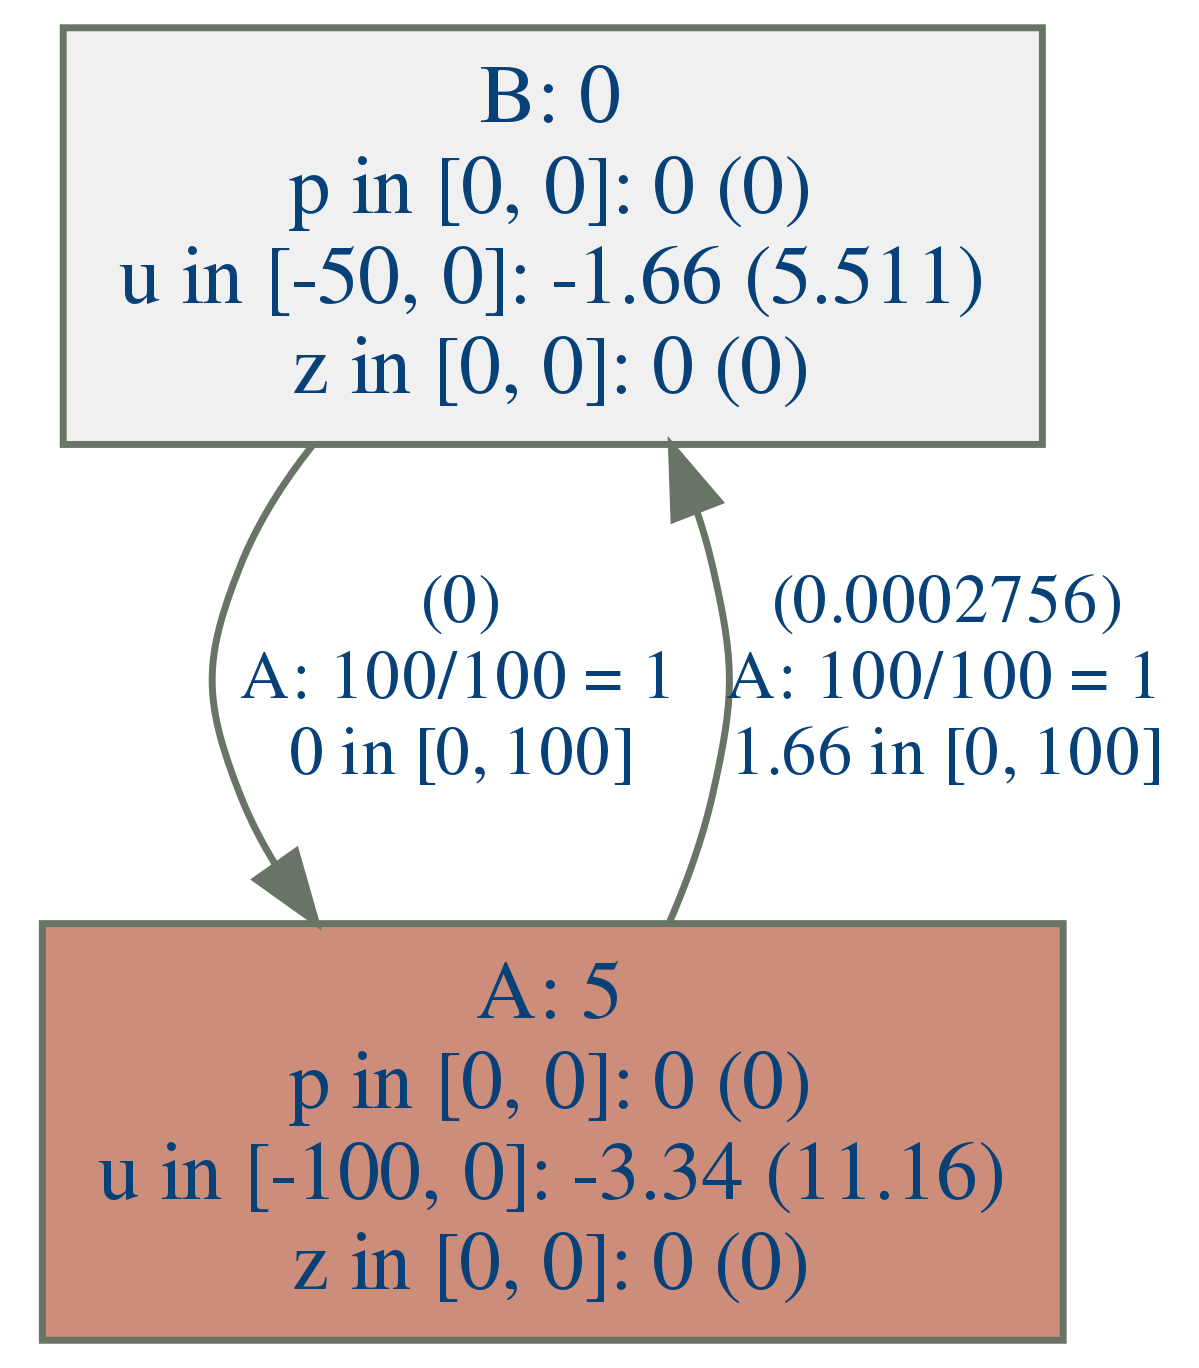 B: 0
p in [0, 0]: 0 (0)
u in [-50, 0]: -1.66 (5.511)
z in [0, 0]: 0 (0)
(0)
A: 100/100 = 1
0 in [0, 100]
(0.0002756)
A: 100/100 = 1
1.66 in [0, 100]
A: 5
p in [0, 0]: 0 (0)
u in [-100, 0]: -3.34 (11.16)
z in [0, 0]: 0 (0)